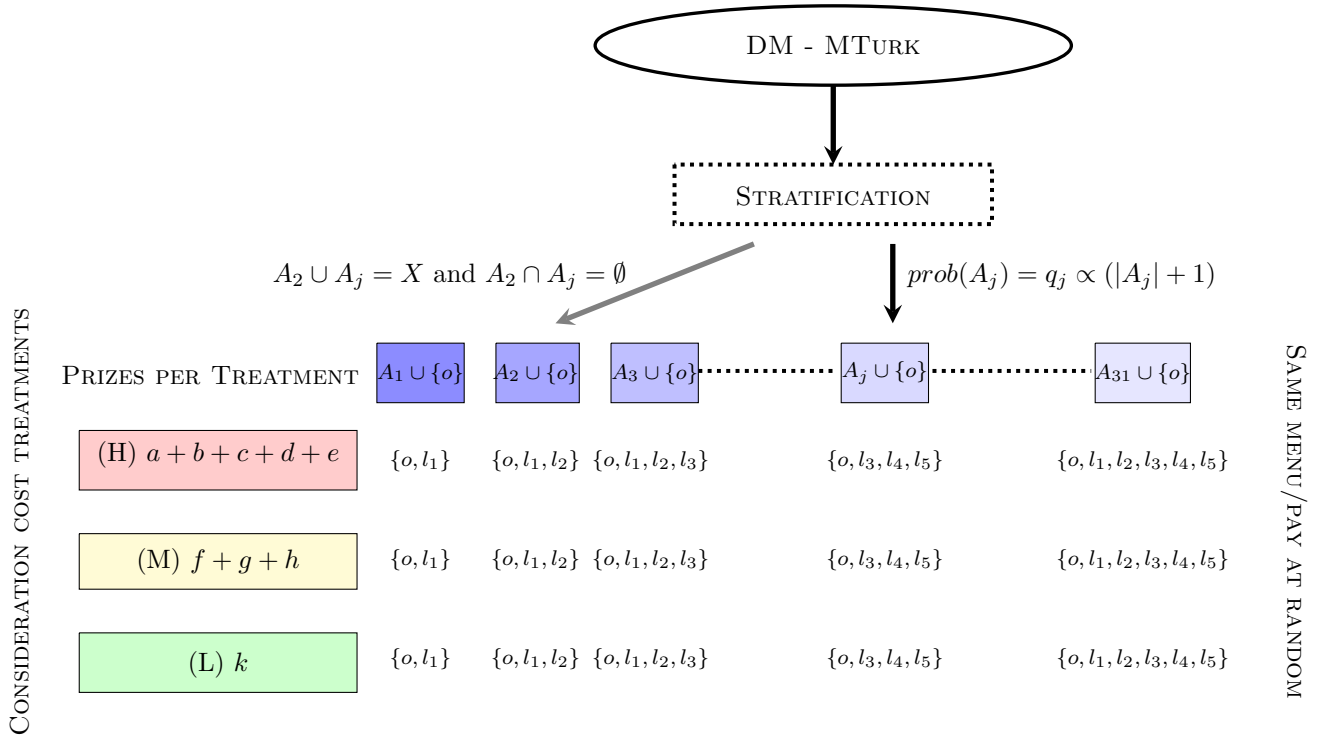 DM - MTURK
STRATIFICATION
A₂ ∪ Aⱼ = X and A₂ ∩ Aⱼ = ∅
prob(Aⱼ) = qⱼ ∝ (|Aⱼ| + 1)
CONSIDERATION COST TREATMENTS
PRIZES PER TREATMENT A₁ ∪ {o} A₂ ∪ {o} A₃ ∪ {o} Aⱼ ∪ {o} A₃₁ ∪ {o}
(H) a + b + c + d + e {o, l₁} {o, l₁, l₂} {o, l₁, l₂, l₃} {o, l₃, l₄, l₅} {o, l₁, l₂, l₃, l₄, l₅}
(M) f + g + h {o, l₁} {o, l₁, l₂} {o, l₁, l₂, l₃} {o, l₃, l₄, l₅} {o, l₁, l₂, l₃, l₄, l₅}
(L) k {o, l₁} {o, l₁, l₂} {o, l₁, l₂, l₃} {o, l₃, l₄, l₅} {o, l₁, l₂, l₃, l₄, l₅}
SAME MENU/PAY AT RANDOM